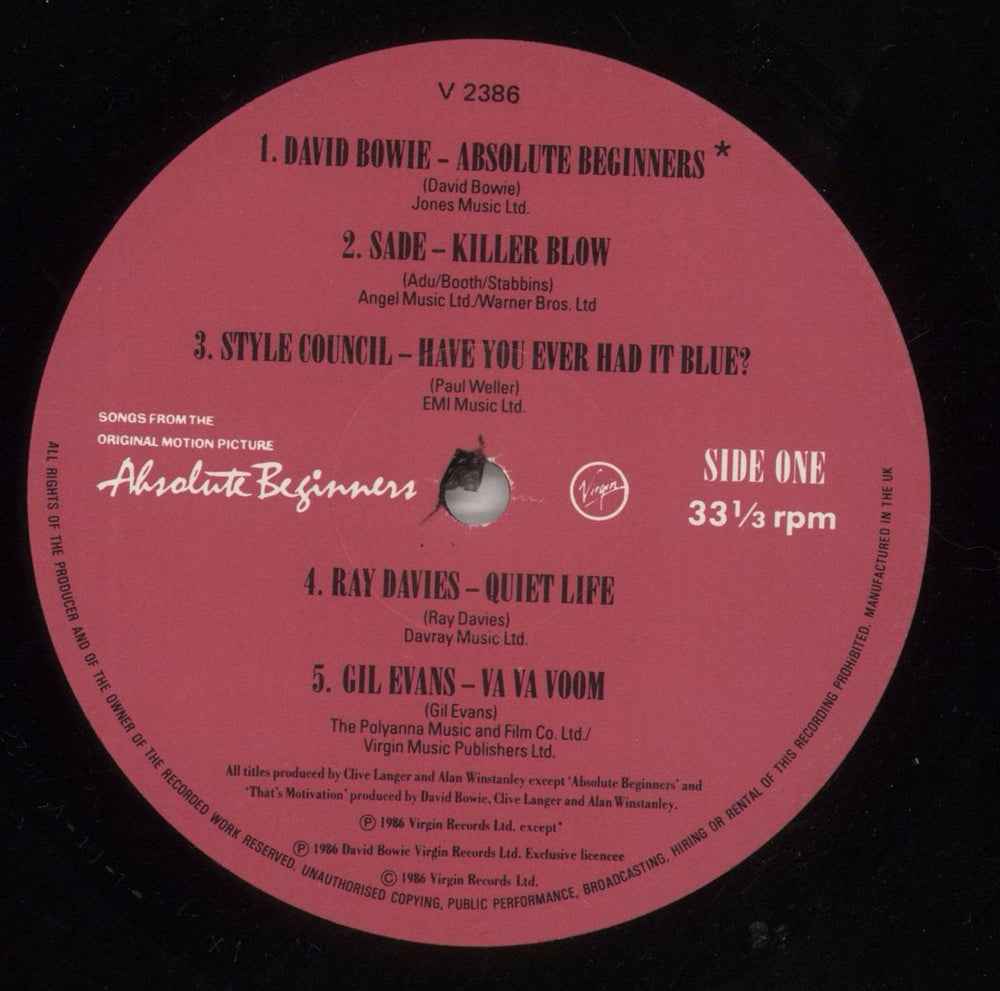 V 2386
1. DAVID BOWIE – ABSOLUTE BEGINNERS *
(David Bowie)
Jones Music Ltd.
2. SADE – KILLER BLOW
(Adu/Booth/Stabbins)
Angel Music Ltd./Warner Bros. Ltd
3. STYLE COUNCIL – HAVE YOU EVER HAD IT BLUE?
(Paul Weller)
EMI Music Ltd.
SONGS FROM THE
ORIGINAL MOTION PICTURE
Absolute Beginners
Virgin
SIDE ONE
33⅓ rpm
4. RAY DAVIES – QUIET LIFE
(Ray Davies)
Davray Music Ltd.
5. GIL EVANS – VA VA VOOM
(Gil Evans)
The Polyanna Music and Film Co. Ltd./
Virgin Music Publishers Ltd.
All titles produced by Clive Langer and Alan Winstanley except 'Absolute Beginners' and
'That's Motivation' produced by David Bowie, Clive Langer and Alan Winstanley.
Ⓟ 1986 Virgin Records Ltd. except*
Ⓟ 1986 David Bowie Virgin Records Ltd. Exclusive licencee
© 1986 Virgin Records Ltd.
ALL RIGHTS OF THE PRODUCER AND OF THE OWNER OF THE RECORDED WORK RESERVED. UNAUTHORISED COPYING, PUBLIC PERFORMANCE, BROADCASTING, HIRING OR RENTAL OF THIS RECORDING PROHIBITED. MANUFACTURED IN THE UK